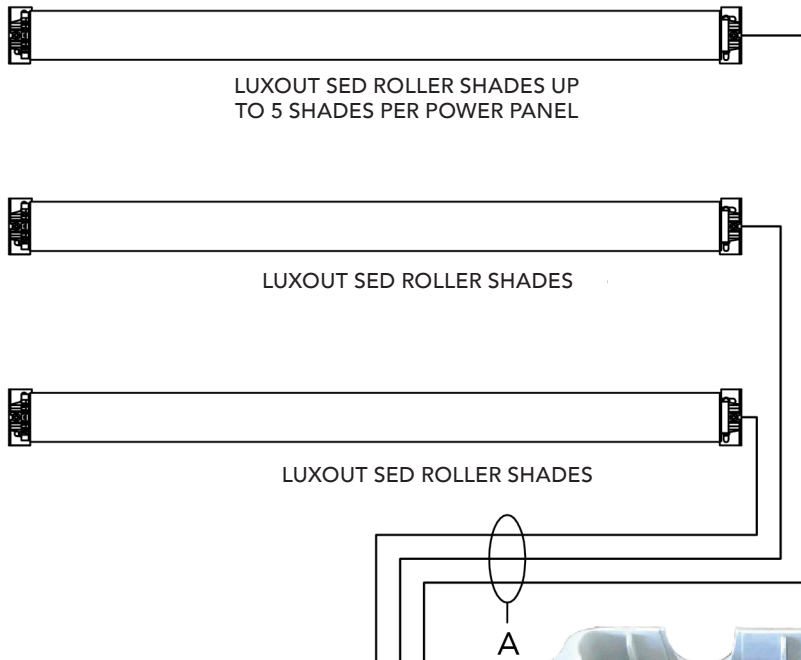 LUXOUT SED ROLLER SHADES UP
TO 5 SHADES PER POWER PANEL
LUXOUT SED ROLLER SHADES
LUXOUT SED ROLLER SHADES
A